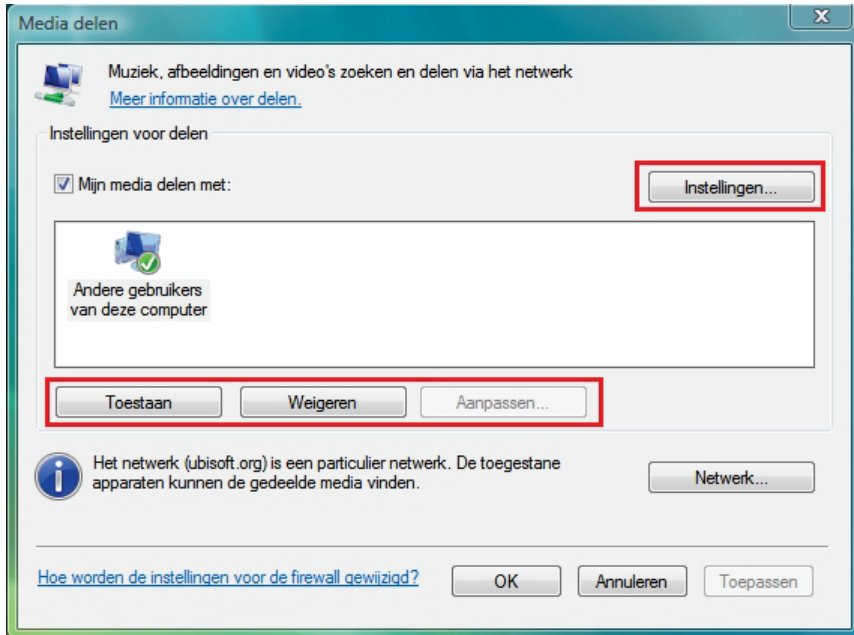 Media delen
Muziek, afbeeldingen en video's zoeken en delen via het netwerk
Meer informatie over delen.
Instellingen voor delen
Mijn media delen met:
Instellingen...
Andere gebruikers
van deze computer
Toestaan
Weigeren
Aanpassen...
Het netwerk (ubisoft.org) is een particulier netwerk. De toegestane
apparaten kunnen de gedeelde media vinden.
Netwerk...
Hoe worden de instellingen voor de firewall gewijzigd?
OK
Annuleren
Toepassen